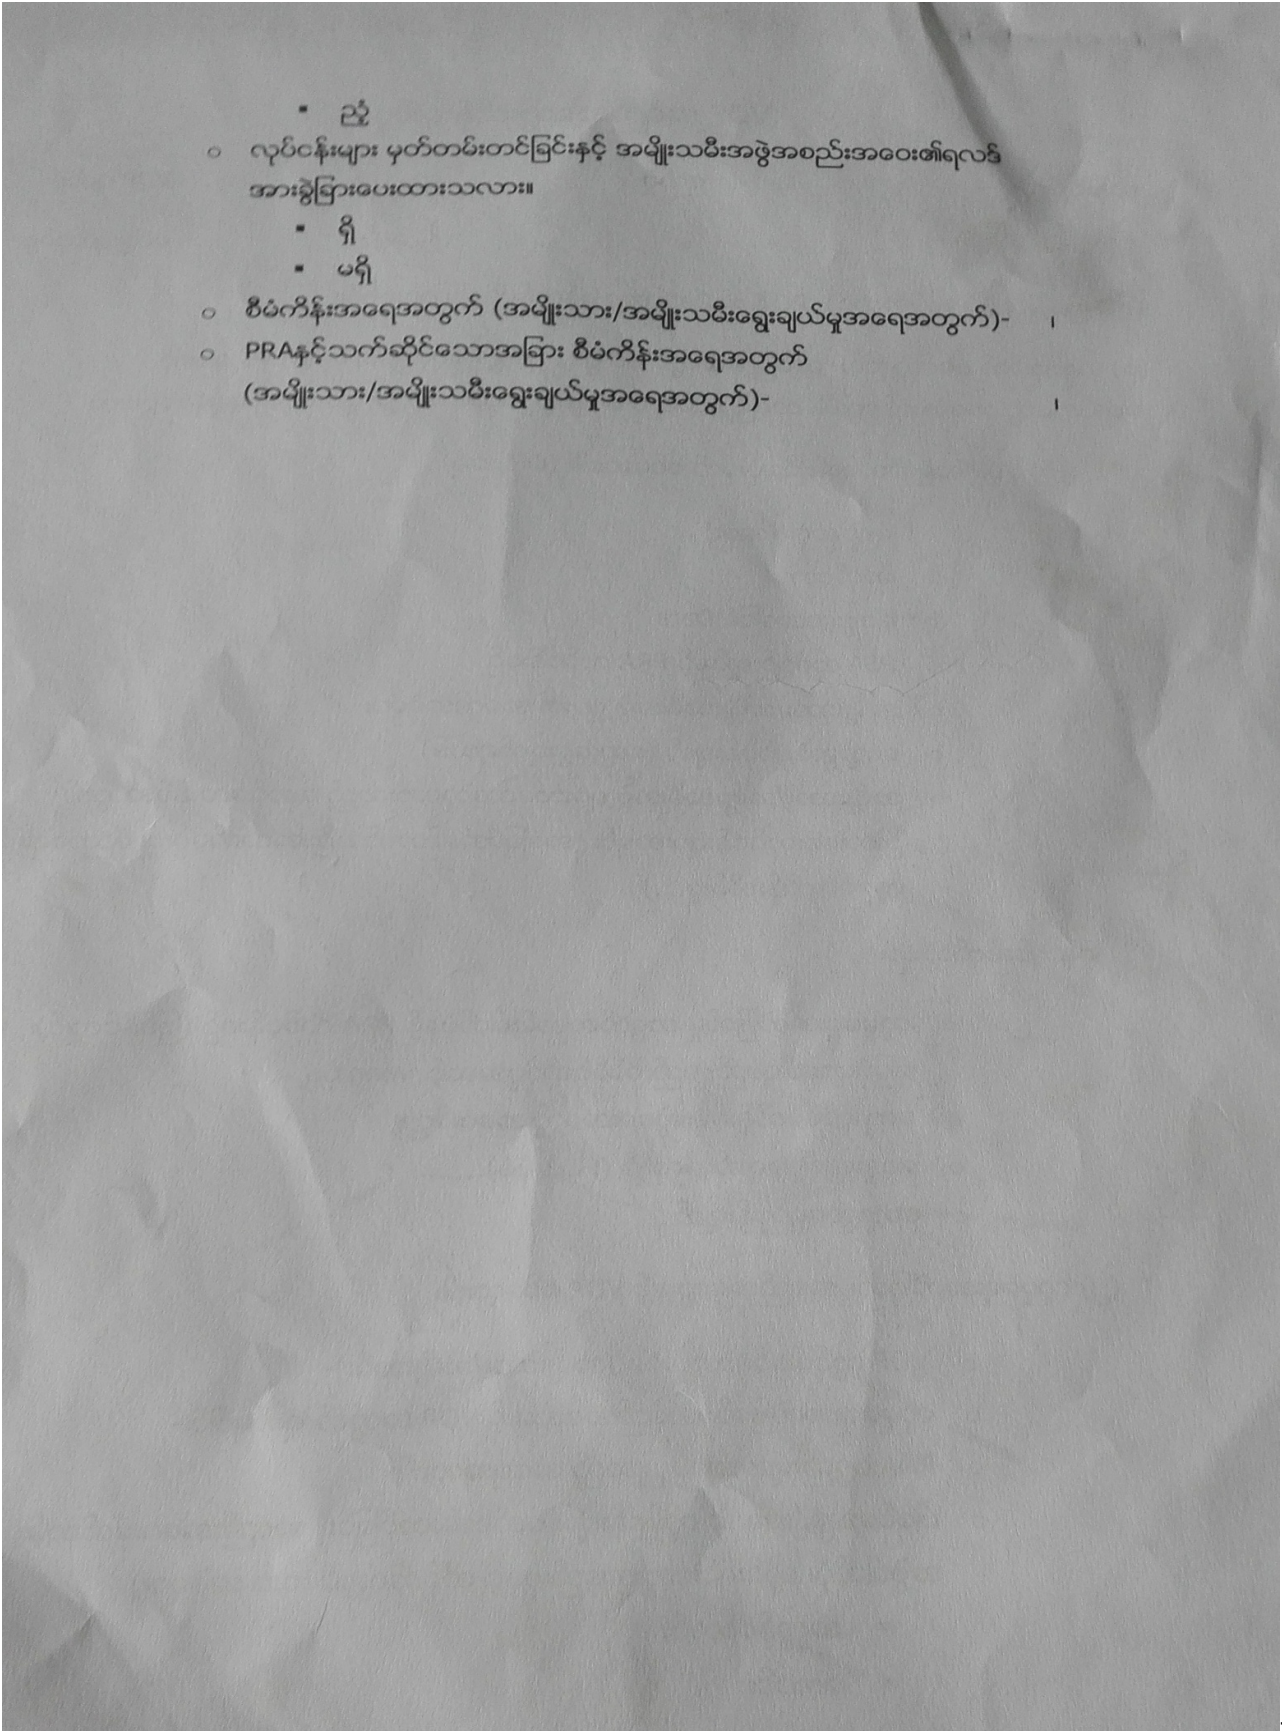 ▪ ညံ့
○ လုပ်ငန်းများ မှတ်တမ်းတင်ခြင်းနှင့် အမျိုးသမီးအဖွဲ့အစည်းအဝေး၏ရလဒ်
အားခွဲခြားပေးထားသလား။
▪ ရှိ
▪ မရှိ
○ စီမံကိန်းအရေအတွက် (အမျိုးသား/အမျိုးသမီးရွေးချယ်မှုအရေအတွက်)- ၊
○ PRAနှင့်သက်ဆိုင်သောအခြား စီမံကိန်းအရေအတွက်
(အမျိုးသား/အမျိုးသမီးရွေးချယ်မှုအရေအတွက်)- ၊